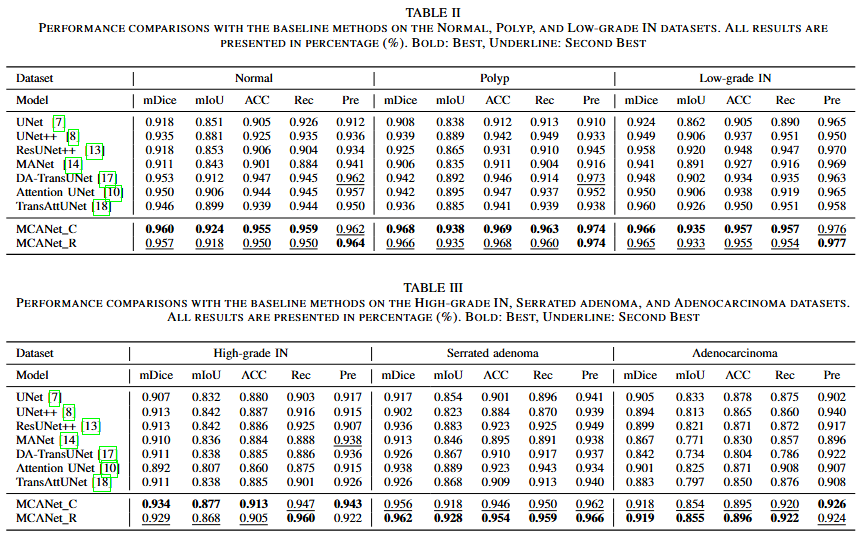 TABLE II
PERFORMANCE COMPARISONS WITH THE BASELINE METHODS ON THE NORMAL, POLYP, AND LOW-GRADE IN DATASETS. ALL RESULTS ARE
PRESENTED IN PERCENTAGE (%). BOLD: BEST, UNDERLINE: SECOND BEST
Dataset Normal Polyp Low-grade IN
Model mDice mIoU ACC Rec Pre mDice mIoU ACC Rec Pre mDice mIoU ACC Rec Pre
UNet [7] 0.918 0.851 0.905 0.926 0.912 0.908 0.838 0.912 0.913 0.910 0.924 0.862 0.905 0.890 0.965
UNet++ [8] 0.935 0.881 0.925 0.935 0.936 0.939 0.889 0.942 0.949 0.933 0.949 0.906 0.937 0.951 0.950
ResUNet++ [13] 0.918 0.853 0.906 0.904 0.934 0.925 0.865 0.931 0.910 0.945 0.958 0.920 0.948 0.947 0.970
MANet [14] 0.911 0.843 0.901 0.884 0.941 0.906 0.835 0.911 0.904 0.916 0.941 0.891 0.927 0.916 0.969
DA-TransUNet [17] 0.953 0.912 0.947 0.945 0.962 0.942 0.892 0.946 0.914 0.973 0.948 0.902 0.934 0.935 0.963
Attention UNet [10] 0.950 0.906 0.944 0.945 0.957 0.942 0.895 0.947 0.937 0.952 0.950 0.906 0.938 0.919 0.965
TransAttUNet [18] 0.946 0.899 0.939 0.944 0.950 0.936 0.885 0.941 0.939 0.938 0.960 0.926 0.950 0.951 0.958
MCANet_C 0.960 0.924 0.955 0.959 0.962 0.968 0.938 0.969 0.963 0.974 0.966 0.935 0.957 0.957 0.976
MCANet_R 0.957 0.918 0.950 0.950 0.964 0.966 0.935 0.968 0.960 0.974 0.965 0.933 0.955 0.954 0.977
TABLE III
PERFORMANCE COMPARISONS WITH THE BASELINE METHODS ON THE HIGH-GRADE IN, SERRATED ADENOMA, AND ADENOCARCINOMA DATASETS.
ALL RESULTS ARE PRESENTED IN PERCENTAGE (%). BOLD: BEST, UNDERLINE: SECOND BEST
Dataset High-grade IN Serrated adenoma Adenocarcinoma
Model mDice mIoU ACC Rec Pre mDice mIoU ACC Rec Pre mDice mIoU ACC Rec Pre
UNet [7] 0.907 0.832 0.880 0.903 0.917 0.917 0.854 0.901 0.896 0.941 0.905 0.833 0.878 0.875 0.902
UNet++ [8] 0.913 0.842 0.887 0.916 0.915 0.902 0.823 0.884 0.870 0.939 0.894 0.813 0.865 0.860 0.940
ResUNet++ [13] 0.913 0.842 0.886 0.925 0.907 0.936 0.883 0.923 0.925 0.949 0.899 0.821 0.871 0.872 0.917
MANet [14] 0.910 0.836 0.884 0.888 0.938 0.913 0.846 0.895 0.891 0.938 0.867 0.771 0.830 0.857 0.896
DA-TransUNet [17] 0.911 0.838 0.885 0.886 0.936 0.926 0.867 0.910 0.917 0.937 0.842 0.734 0.804 0.786 0.922
Attention UNet [10] 0.892 0.807 0.860 0.875 0.915 0.938 0.889 0.923 0.943 0.934 0.901 0.825 0.871 0.908 0.907
TransAttUNet [18] 0.911 0.838 0.885 0.901 0.926 0.926 0.868 0.909 0.913 0.940 0.883 0.797 0.850 0.876 0.908
MCANet_C 0.934 0.877 0.913 0.947 0.943 0.956 0.918 0.946 0.950 0.962 0.918 0.854 0.895 0.920 0.926
MCANet_R 0.929 0.868 0.905 0.960 0.922 0.962 0.928 0.954 0.959 0.966 0.919 0.855 0.896 0.922 0.924